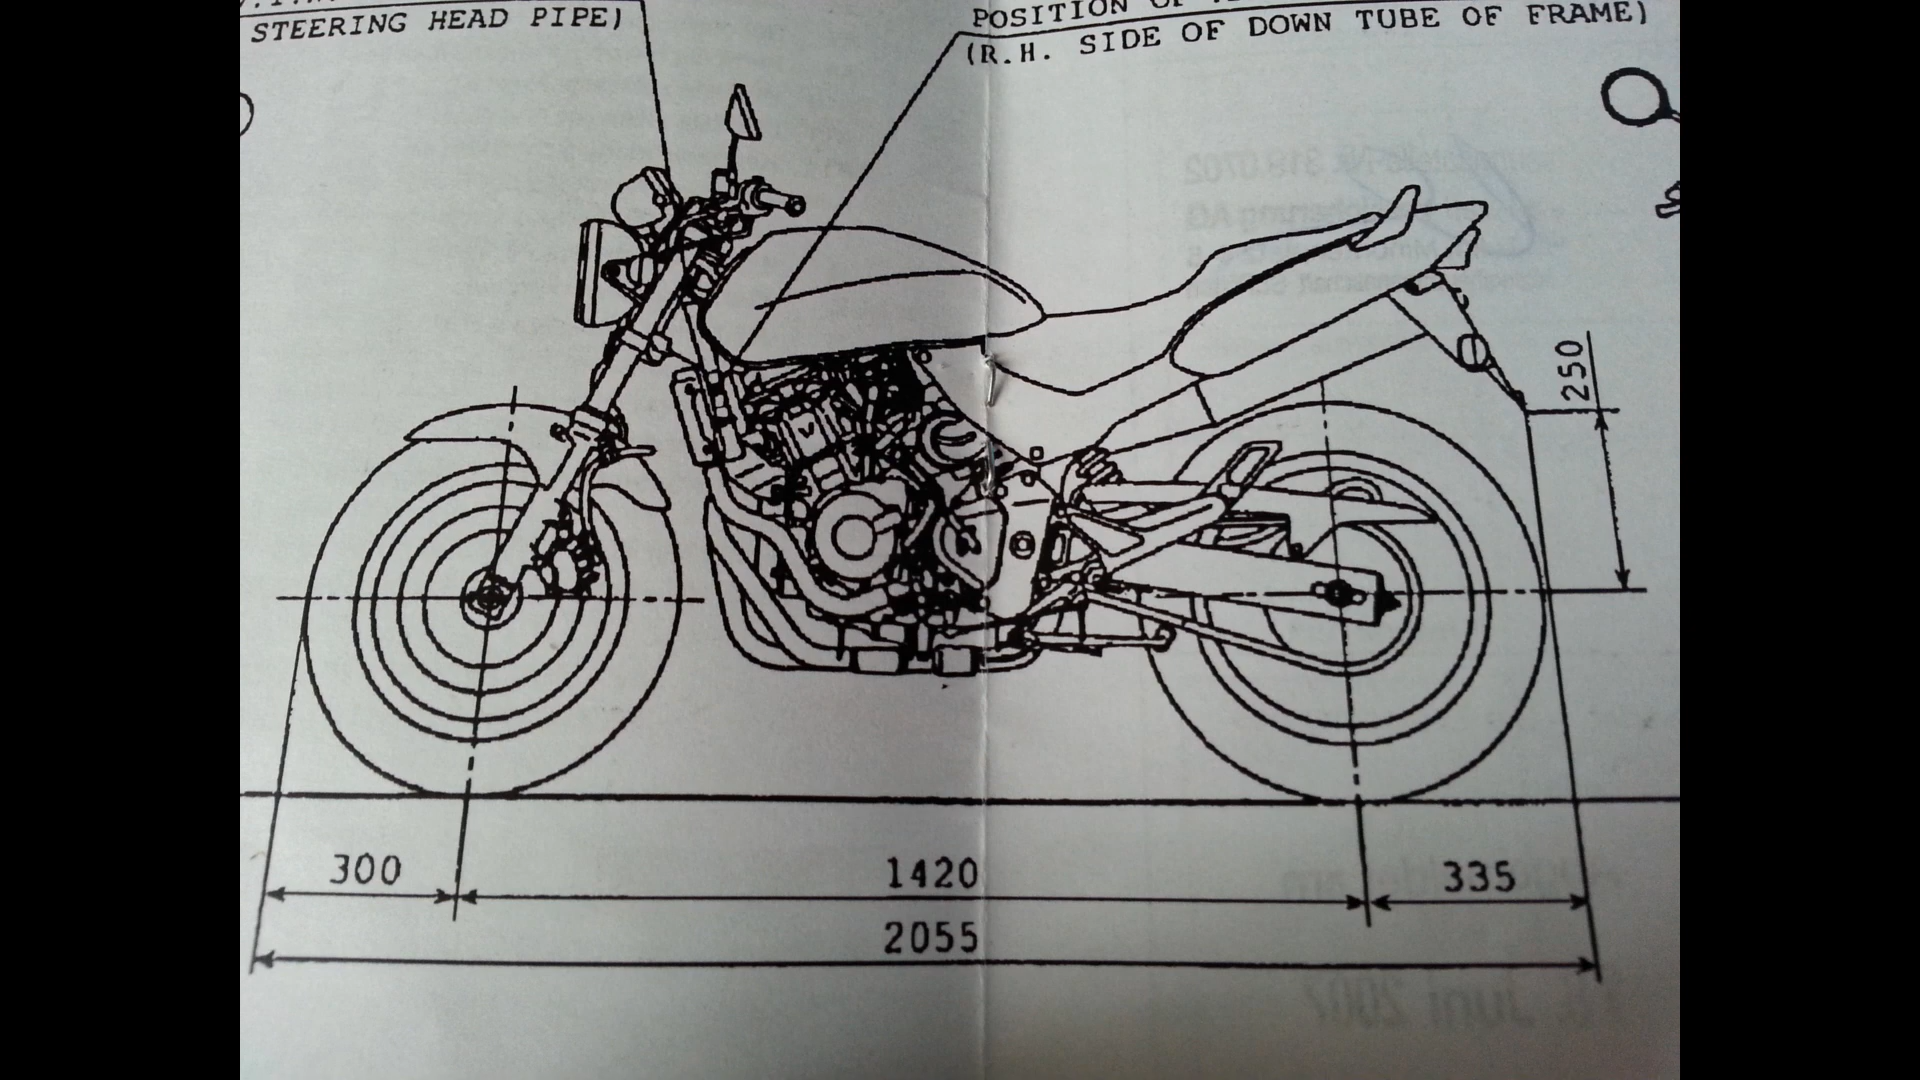 STEERING HEAD PIPE)
POSITION
(R.H. SIDE OF DOWN TUBE OF FRAME)
250
300
1420
335
2055